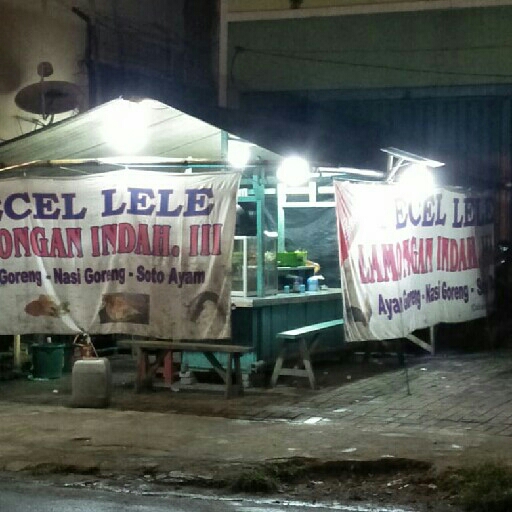 ECEL LELE
ONGAN INDAH. III
Goreng - Nasi Goreng - Soto Ayam
ECEL LELE
LAMONGAN INDAH.
Ayam Goreng - Nasi Goreng - S